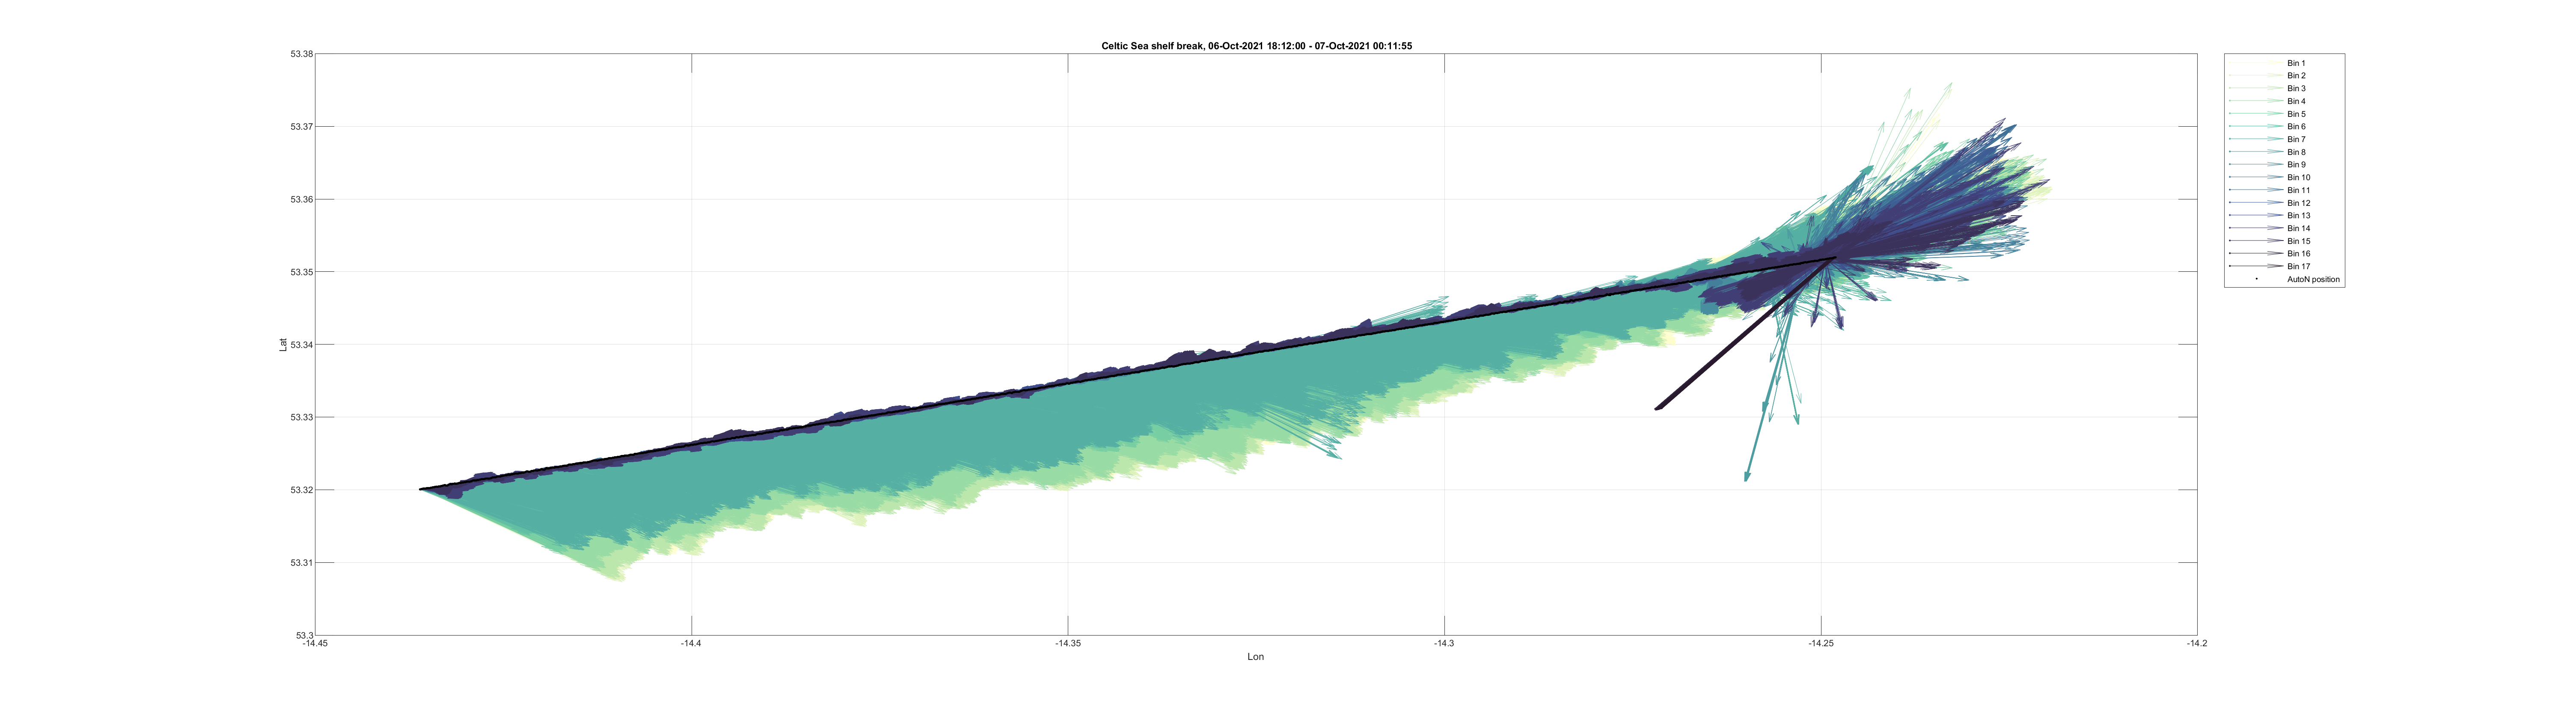 Celtic Sea shelf break, 06-Oct-2021 18:12:00 - 07-Oct-2021 00:11:55
53.38
53.37
53.36
53.35
53.34
53.33
53.32
53.31
53.3
Lat
-14.45
-14.4
-14.35
-14.3
-14.25
-14.2
Lon
Bin 1
Bin 2
Bin 3
Bin 4
Bin 5
Bin 6
Bin 7
Bin 8
Bin 9
Bin 10
Bin 11
Bin 12
Bin 13
Bin 14
Bin 15
Bin 16
Bin 17
AutoN position